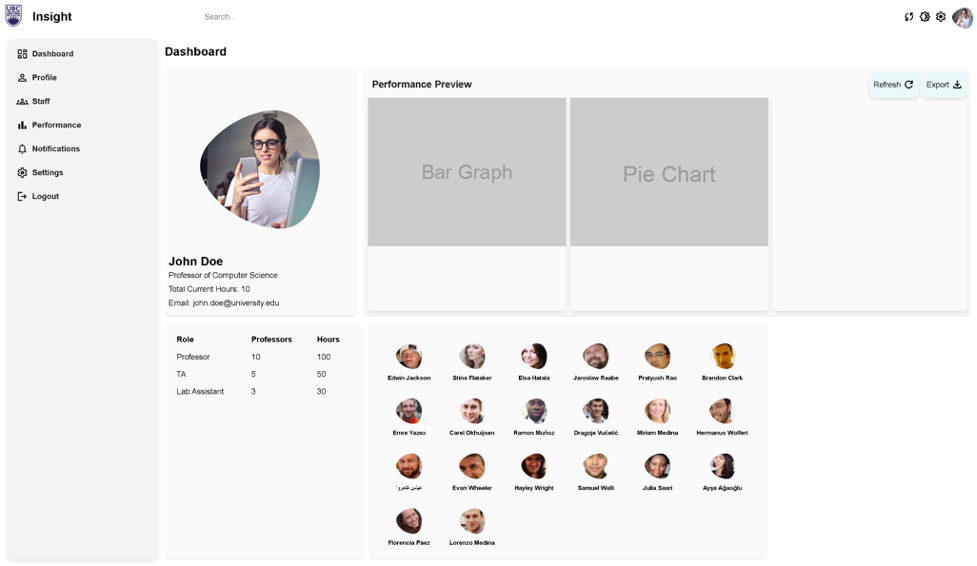 UBC
Insight
Search...
Dashboard
Profile
Staff
Performance
Notifications
Settings
Logout
Dashboard
John Doe
Professor of Computer Science
Total Current Hours: 10
Email: john.doe@university.edu
Performance Preview
Refresh
Export
Bar Graph
Pie Chart
Role Professors Hours
Professor 10 100
TA 5 50
Lab Assistant 3 30
Edwin Jackson Stina Flataker Elsa Hatala Jaroslaw Raabe Pratyush Rao Brandon Clark
Emre Yazıcı Carel Okhuijsen Ramon Muñoz Dragoje Vučetić Miriam Medina Hermanus Wolfert
عباس کامروا Evan Wheeler Hayley Wright Samuel Walli Julia Saari Ayşe Ağaoğlu
Florencia Páez Lorenzo Medina